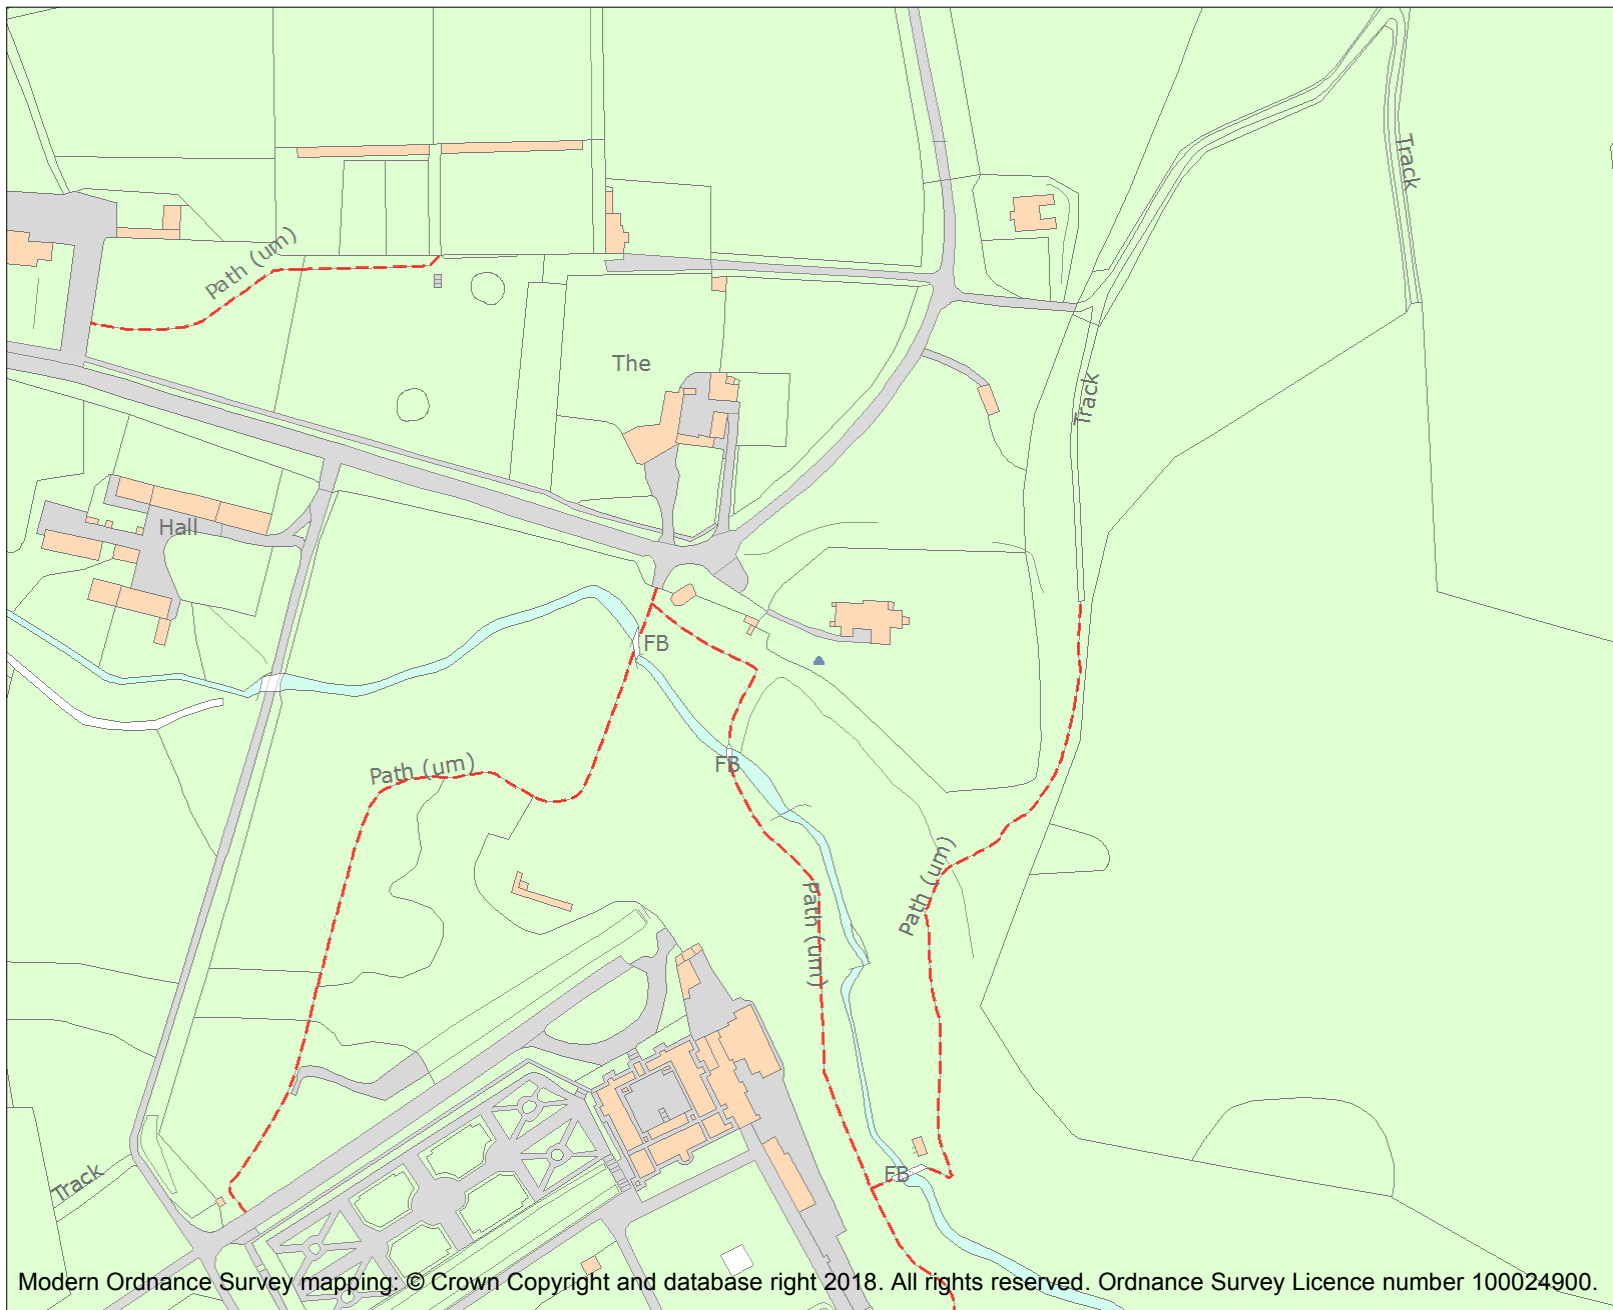 Track
Path (um)
The
Track
Hall
FB
FB
Path (um)
Path (um)
Path (um)
FB
Track
Modern Ordnance Survey mapping: © Crown Copyright and database right 2018. All rights reserved. Ordnance Survey Licence number 100024900.